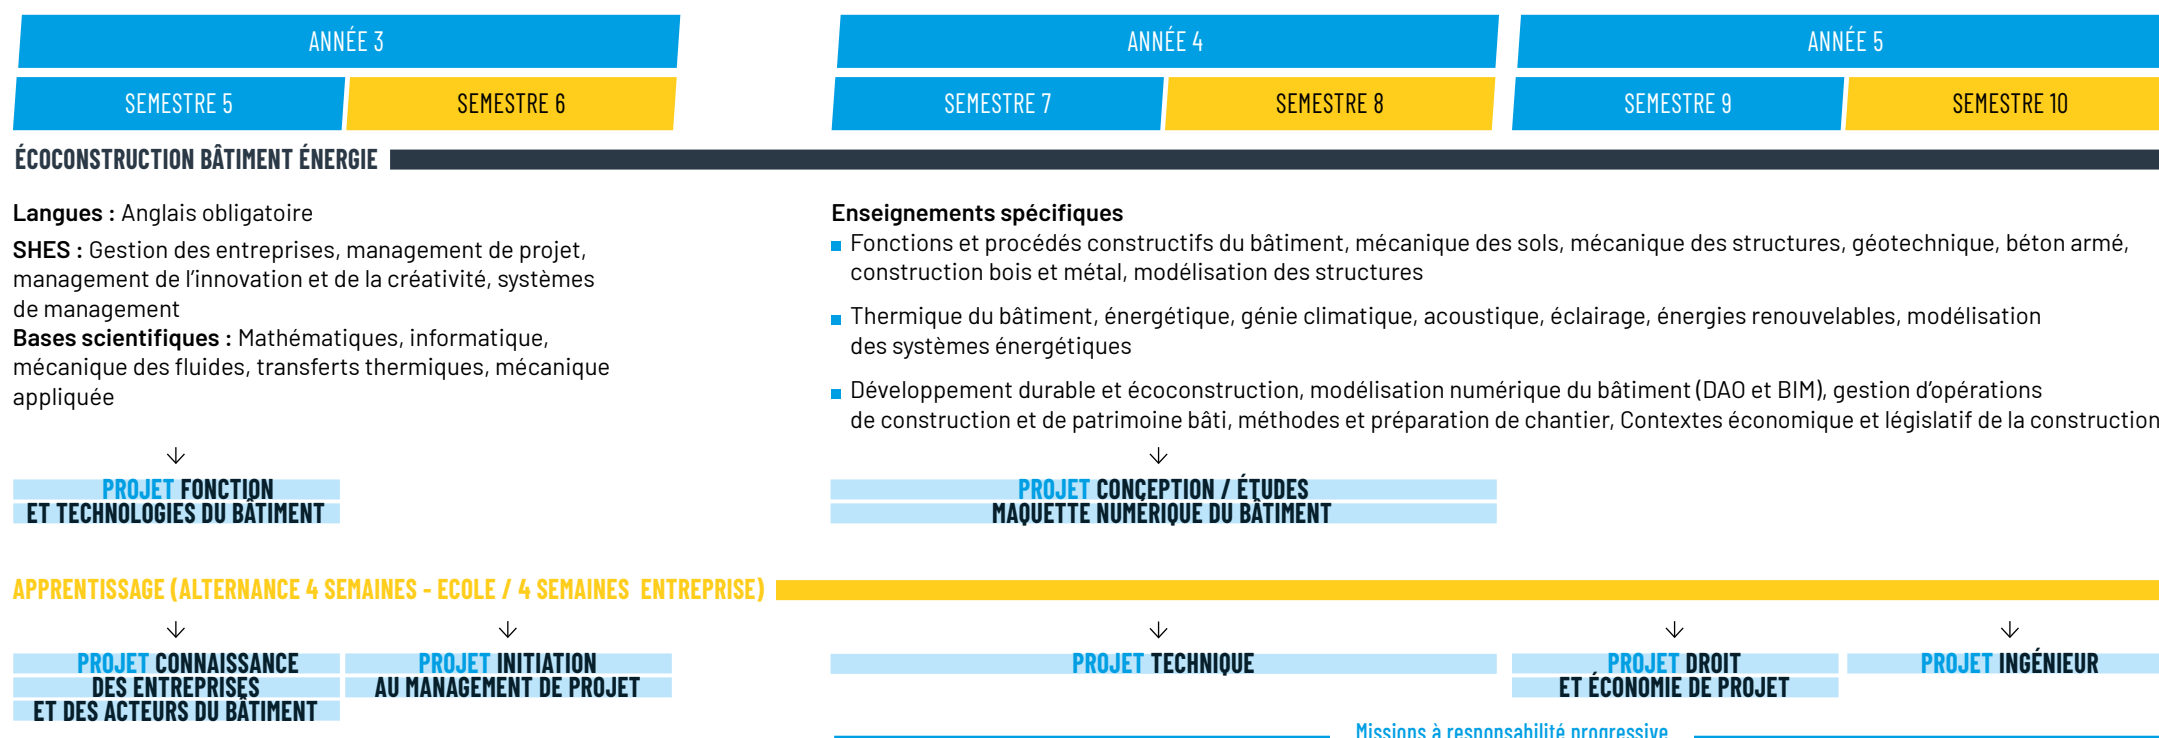 ANNÉE 3
ANNÉE 4
ANNÉE 5
SEMESTRE 5
SEMESTRE 6
SEMESTRE 7
SEMESTRE 8
SEMESTRE 9
SEMESTRE 10
ÉCOCONSTRUCTION BÂTIMENT ÉNERGIE
Langues : Anglais obligatoire
SHES : Gestion des entreprises, management de projet,
management de l'innovation et de la créativité, systèmes
de management
Bases scientifiques : Mathématiques, informatique,
mécanique des fluides, transferts thermiques, mécanique
appliquée
PROJET FONCTION
ET TECHNOLOGIES DU BÂTIMENT
Enseignements spécifiques
Fonctions et procédés constructifs du bâtiment, mécanique des sols, mécanique des structures, géotechnique, béton armé,
construction bois et métal, modélisation des structures
Thermique du bâtiment, énergétique, génie climatique, acoustique, éclairage, énergies renouvelables, modélisation
des systèmes énergétiques
Développement durable et écoconstruction, modélisation numérique du bâtiment (DAO et BIM), gestion d'opérations
de construction et de patrimoine bâti, méthodes et préparation de chantier, Contextes économique et législatif de la construction
PROJET CONCEPTION / ÉTUDES
MAQUETTE NUMÉRIQUE DU BÂTIMENT
APPRENTISSAGE (ALTERNANCE 4 SEMAINES - ECOLE / 4 SEMAINES ENTREPRISE)
PROJET CONNAISSANCE
DES ENTREPRISES
ET DES ACTEURS DU BÂTIMENT
PROJET INITIATION
AU MANAGEMENT DE PROJET
PROJET TECHNIQUE
PROJET DROIT
ET ÉCONOMIE DE PROJET
PROJET INGÉNIEUR
Missions à responsabilité progressive